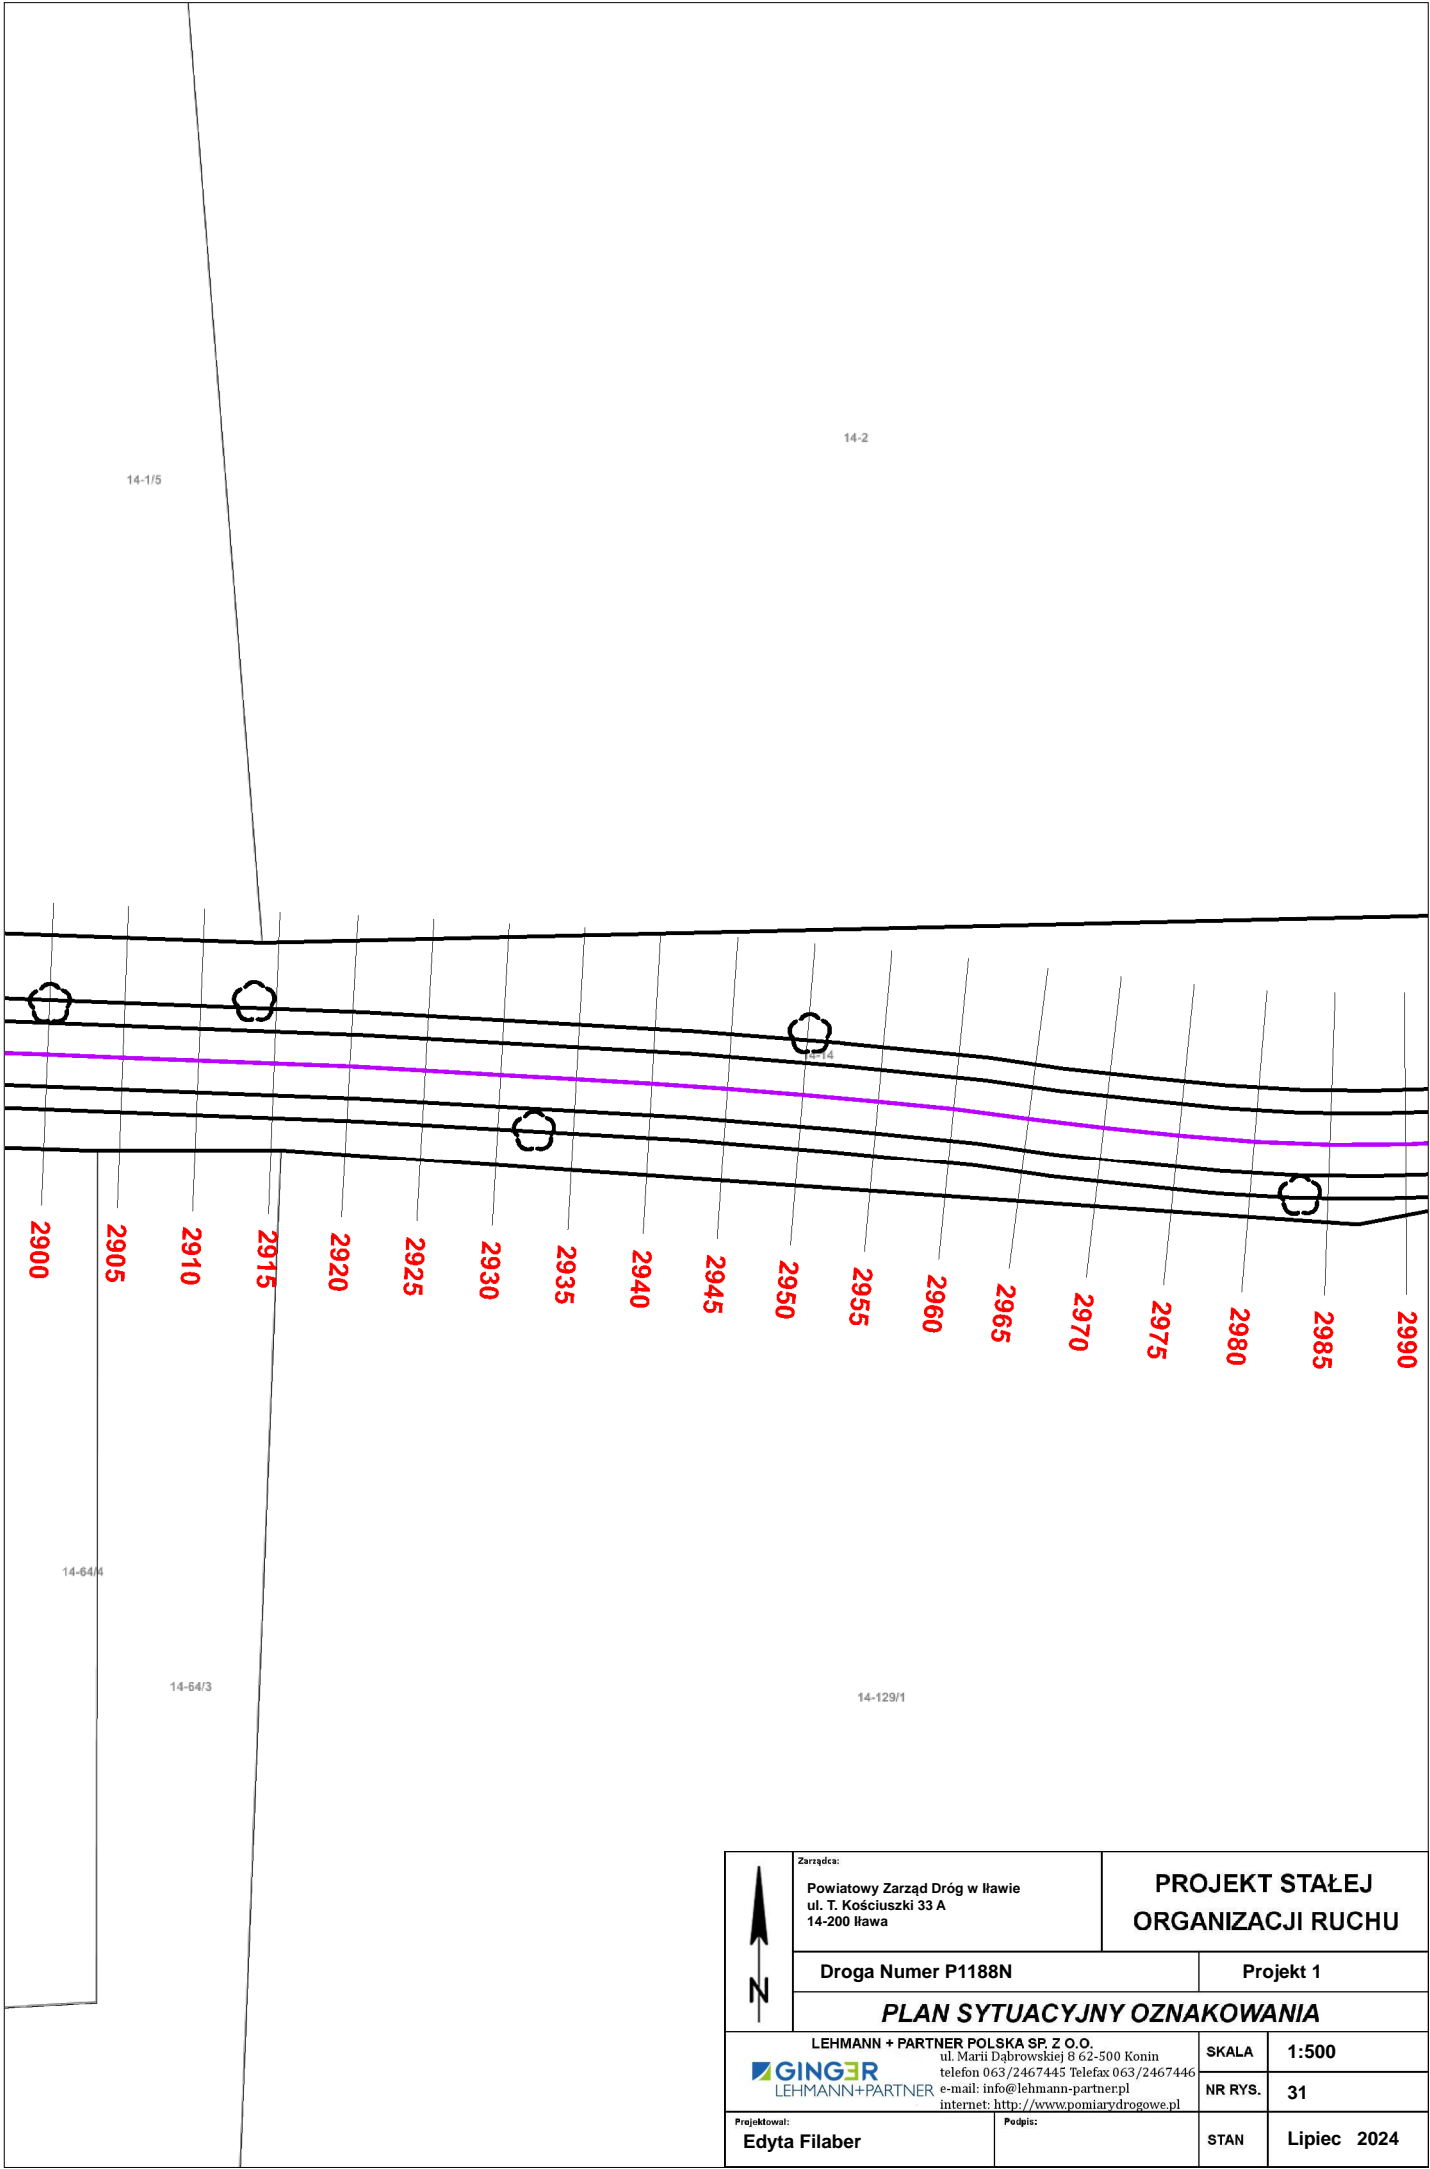 14-2
14-1/5
14-14
2900
2905
2910
2915
2920
2925
2930
2935
2940
2945
2950
2955
2960
2965
2970
2975
2980
2985
2990
14-64/4
14-64/3
14-129/1
Zarządca:
Powiatowy Zarząd Dróg w Iławie
ul. T. Kościuszki 33 A
14-200 Iława
PROJEKT STAŁEJ
ORGANIZACJI RUCHU
N
Droga Numer P1188N
Projekt 1
PLAN SYTUACYJNY OZNAKOWANIA
LEHMANN + PARTNER POLSKA SP. Z O.O.
GINGER
LEHMANN+PARTNER
ul. Marii Dąbrowskiej 8 62-500 Konin
telefon 063/2467445 Telefax 063/2467446
e-mail: info@lehmann-partner.pl
internet: http://www.pomiarydrogowe.pl
SKALA 1:500
NR RYS. 31
Projektował:
Edyta Filaber
Podpis:
STAN Lipiec 2024